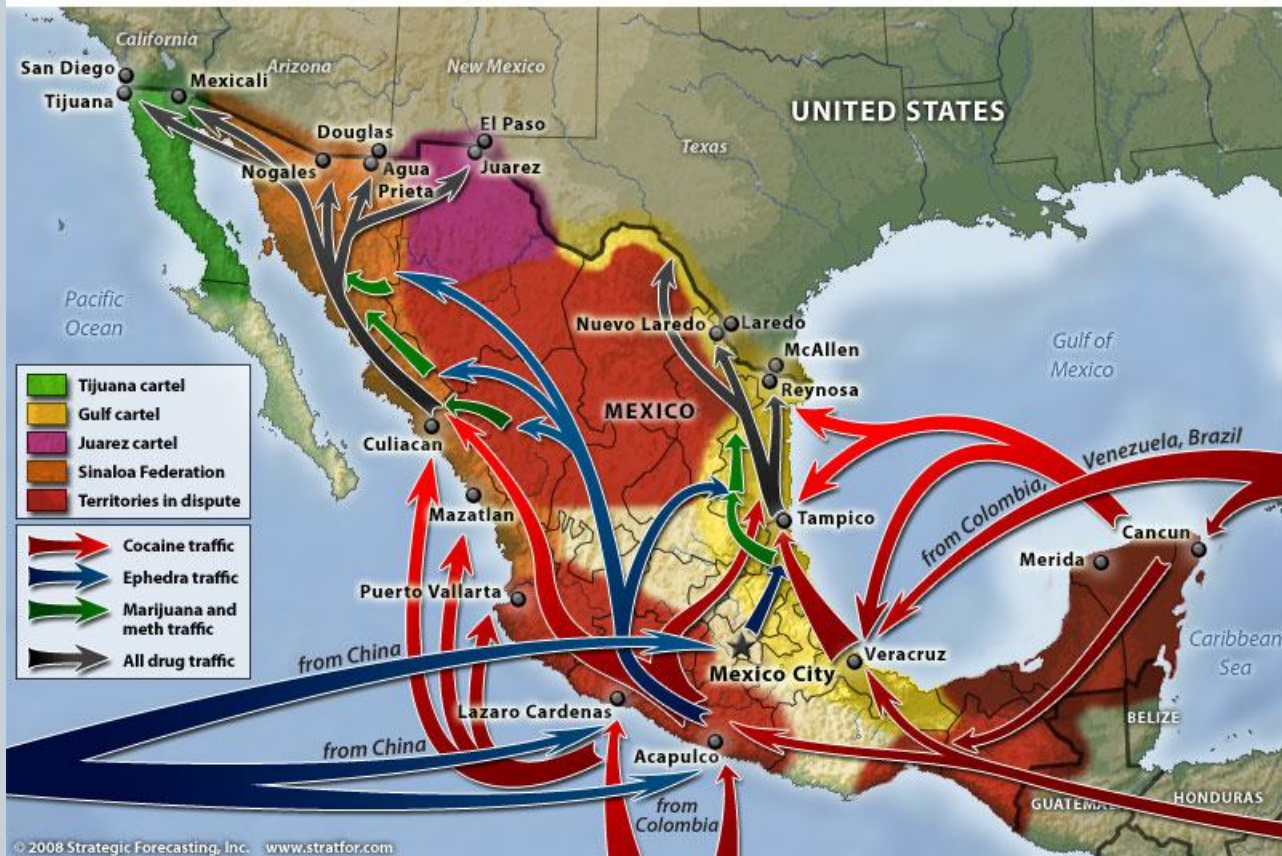 California
San Diego
Tijuana
Mexicali
Arizona
New Mexico
Douglas
Nogales
Agua
Prieta
El Paso
Juarez
UNITED STATES
Texas
Pacific
Ocean
Nuevo Laredo
Laredo
McAllen
Reynosa
Gulf of
Mexico
MEXICO
Culiacan
Mazatlan
Puerto Vallarta
Tampico
from Colombia, Venezuela, Brazil
Cancun
Merida
Caribbean
Sea
Mexico City
Veracruz
BELIZE
Lazaro Cardenas
Acapulco
from China
from China
from
Colombia
GUATEMALA
HONDURAS
Tijuana cartel
Gulf cartel
Juarez cartel
Sinaloa Federation
Territories in dispute
Cocaine traffic
Ephedra traffic
Marijuana and
meth traffic
All drug traffic
© 2008 Strategic Forecasting, Inc. www.stratfor.com